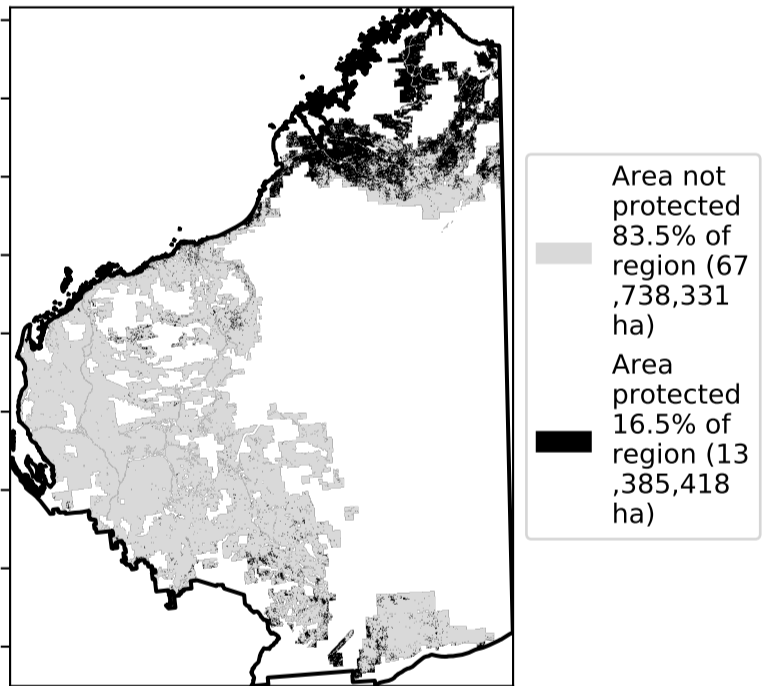 Area not
protected
83.5% of
region (67
,738,331
ha)
Area
protected
16.5% of
region (13
,385,418
ha)